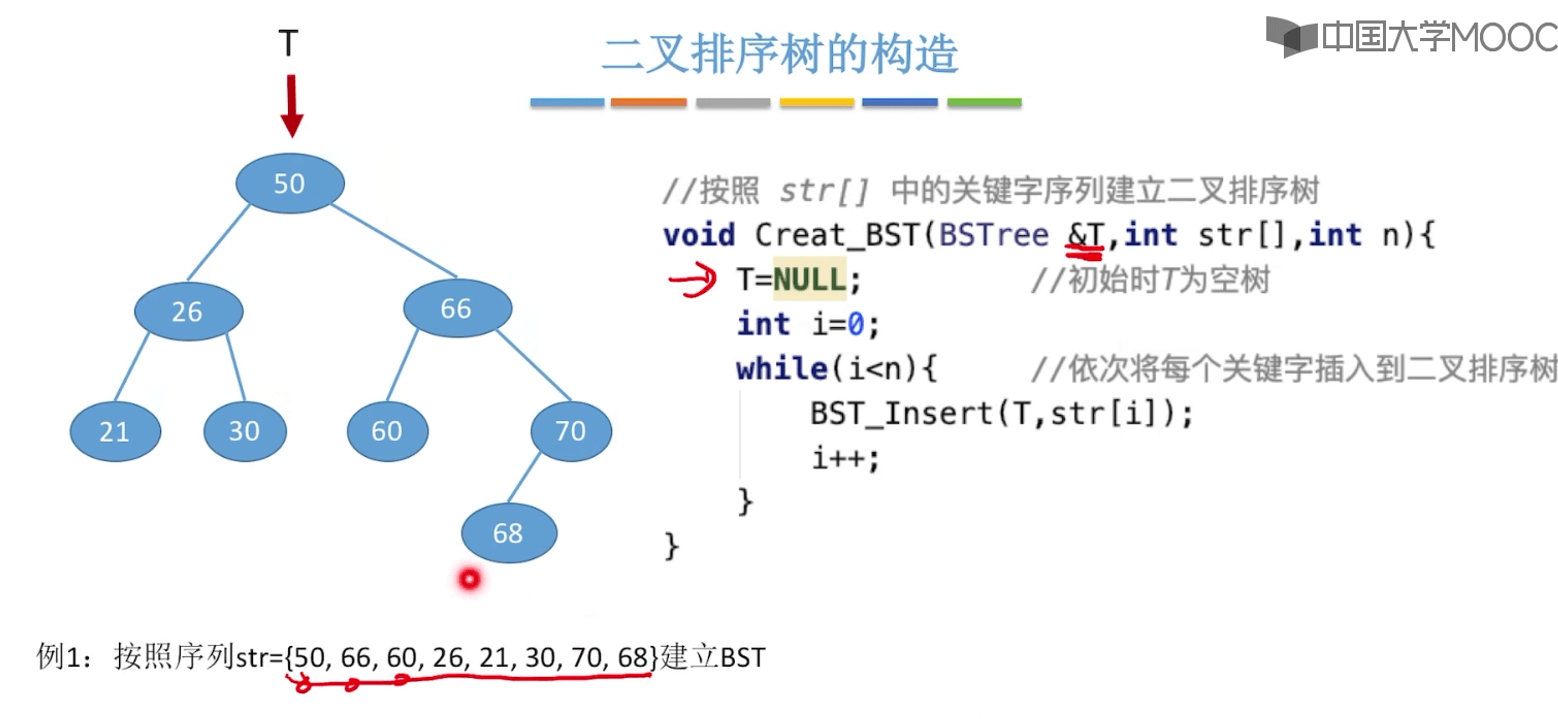 T
二叉排序树的构造
中国大学MOOC
50
26
66
21
30
60
70
68
//按照 str[] 中的关键字序列建立二叉排序树
void Creat_BST(BSTree &T,int str[],int n){
T=NULL; //初始时T为空树
int i=0;
while(i<n){ //依次将每个关键字插入到二叉排序树
BST_Insert(T,str[i]);
i++;
}
}
例1：按照序列str={50, 66, 60, 26, 21, 30, 70, 68}建立BST